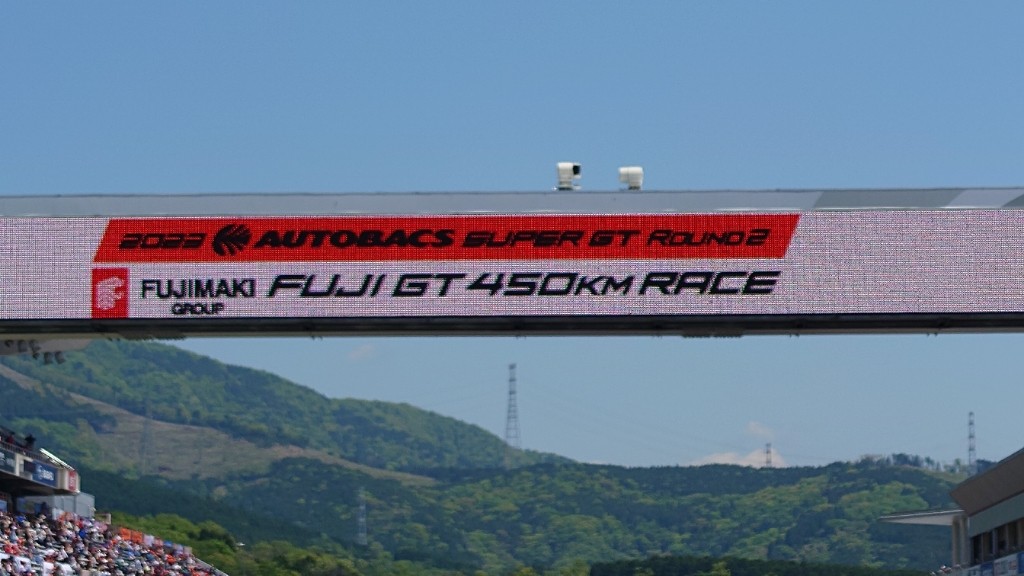 2023 AUTOBACS SUPER GT ROUND 2
FUJIMAKI GROUP FUJI GT 450KM RACE